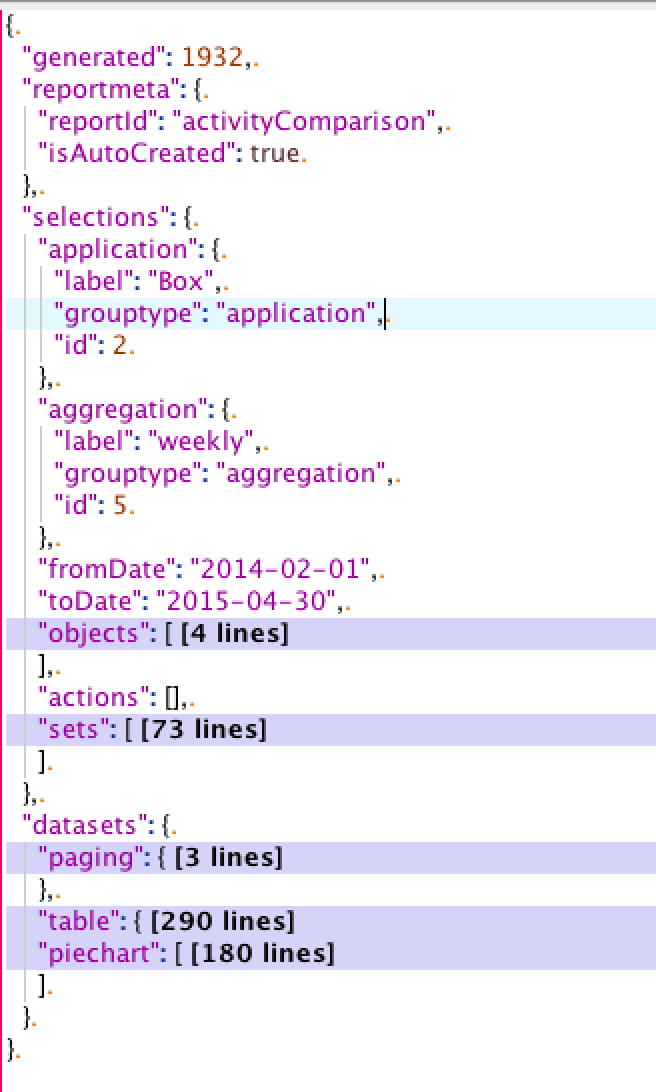 {.
"generated": 1932,.
"reportmeta": {.
"reportId": "activityComparison",.
"isAutoCreated": true.
},.
"selections": {.
"application": {.
"label": "Box",.
"grouptype": "application",.
"id": 2.
},.
"aggregation": {.
"label": "weekly",.
"grouptype": "aggregation",.
"id": 5.
},.
"fromDate": "2014-02-01",.
"toDate": "2015-04-30",.
"objects": [ [4 lines]
],.
"actions": [],.
"sets": [ [73 lines]
].
},.
"datasets": {.
"paging": { [3 lines]
},.
"table": { [290 lines]
"piechart": [ [180 lines]
].
}.
}.